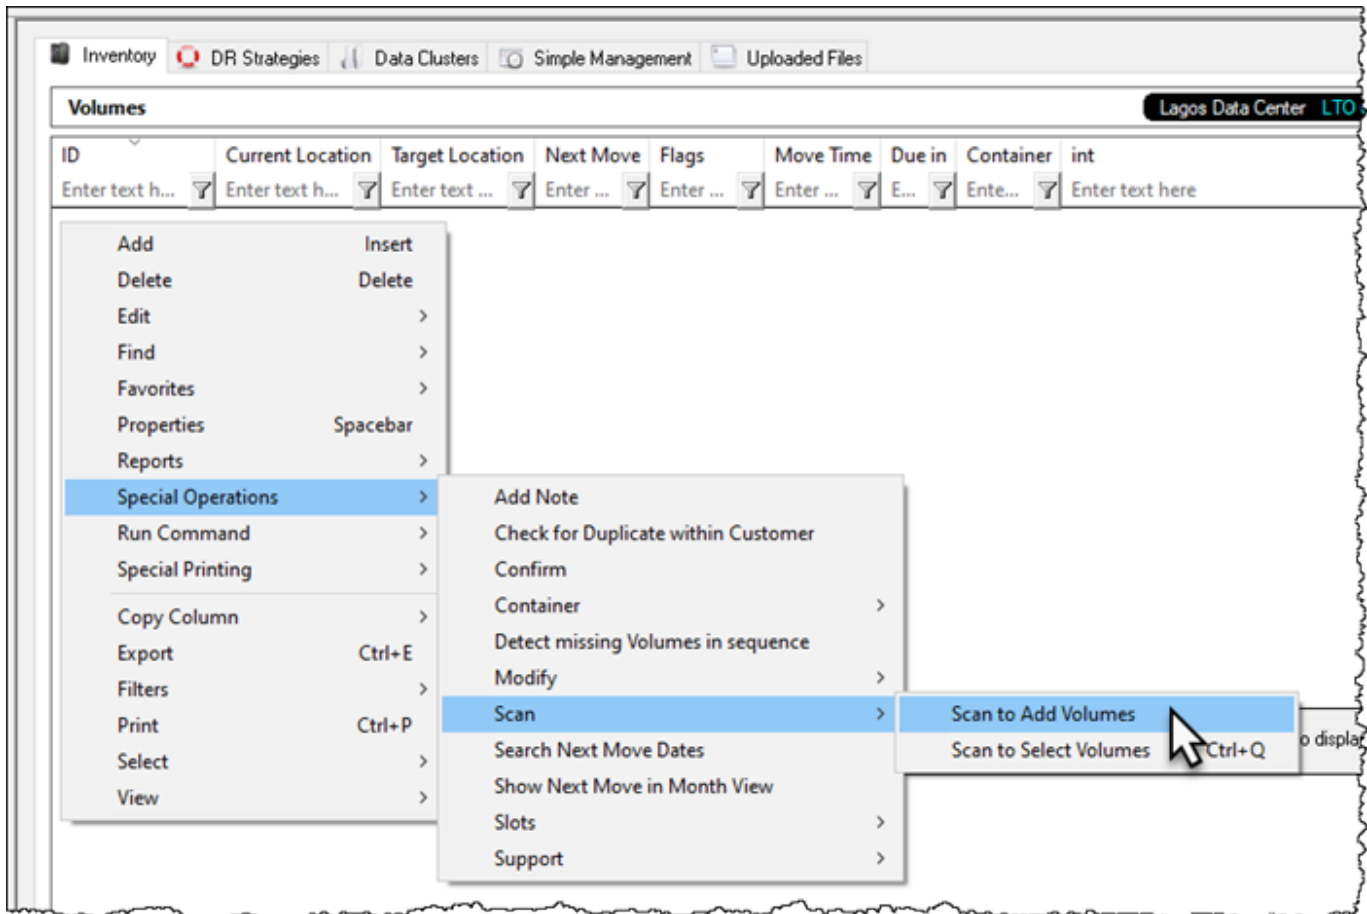 Inventory DR Strategies Data Clusters Simple Management Uploaded Files
Volumes Lagos Data Center LTO
ID Current Location Target Location Next Move Flags Move Time Due in Container int
Enter text h... Enter text h... Enter text ... Enter ... Enter ... Enter ... E... Ente... Enter text here
Add Insert
Delete Delete
Edit
Find
Favorites
Properties Spacebar
Reports
Special Operations
Run Command
Special Printing
Copy Column
Export Ctrl+E
Filters
Print Ctrl+P
Select
View
Add Note
Check for Duplicate within Customer
Confirm
Container
Detect missing Volumes in sequence
Modify
Scan
Search Next Move Dates
Show Next Move in Month View
Slots
Support
Scan to Add Volumes
Scan to Select Volumes Ctrl+Q
o displa